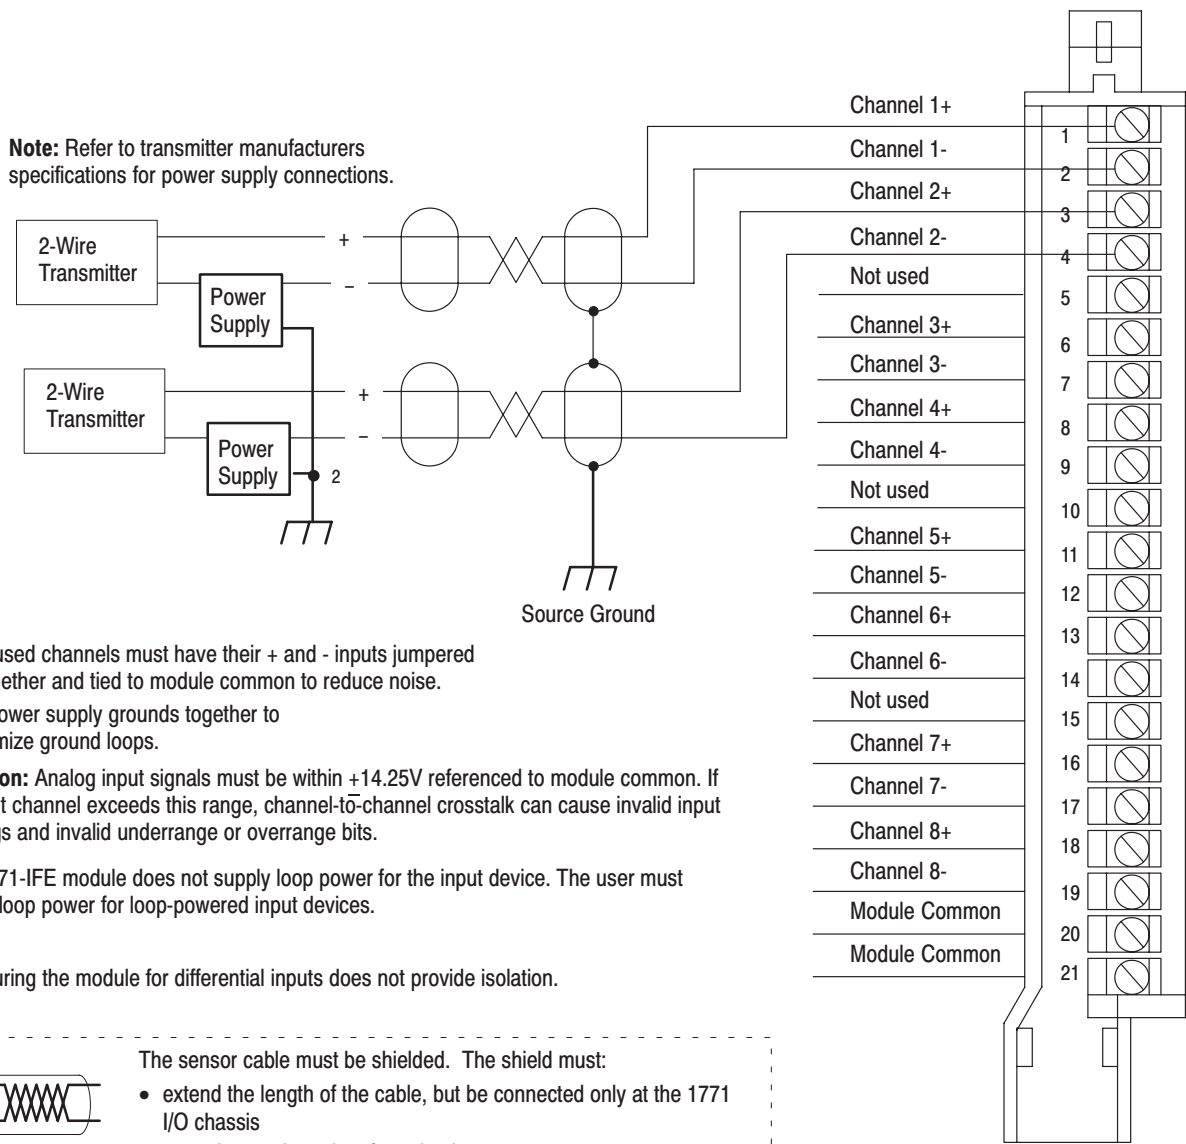 Channel 1+
1
Note: Refer to transmitter manufacturers
specifications for power supply connections.
Channel 1-
2
Channel 2+
3
2-Wire
Transmitter
+
−
Channel 2-
4
Not used
5
Power
Supply
Channel 3+
6
Channel 3-
7
2-Wire
Transmitter
+
−
Channel 4+
8
Power
Supply
2
Channel 4-
9
Not used
10
Channel 5+
11
Channel 5-
12
Source Ground
Channel 6+
13
Channel 6-
14
Not used
15
Channel 7+
16
Channel 7-
17
Channel 8+
18
Channel 8-
19
Module Common
20
Module Common
21
used channels must have their + and - inputs jumpered
ether and tied to module common to reduce noise.
ower supply grounds together to
mize ground loops.
on: Analog input signals must be within +14.25V referenced to module common. If
t channel exceeds this range, channel-to-channel crosstalk can cause invalid input
gs and invalid underrange or overrange bits.
71-IFE module does not supply loop power for the input device. The user must
loop power for loop-powered input devices.
uring the module for differential inputs does not provide isolation.
The sensor cable must be shielded. The shield must:
• extend the length of the cable, but be connected only at the 1771
I/O chassis